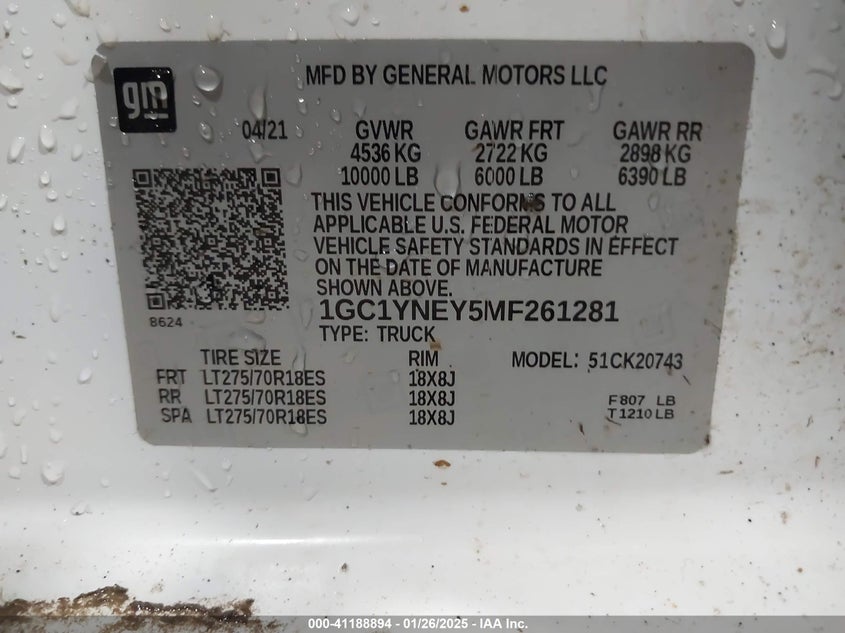 gm
MFD BY GENERAL MOTORS LLC
04/21 GVWR GAWR FRT GAWR RR
4536 KG 2722 KG 2898 KG
10000 LB 6000 LB 6390 LB
THIS VEHICLE CONFORMS TO ALL
APPLICABLE U.S. FEDERAL MOTOR
VEHICLE SAFETY STANDARDS IN EFFECT
ON THE DATE OF MANUFACTURE
SHOWN ABOVE.
8624
1GC1YNEY5MF261281
TYPE: TRUCK
TIRE SIZE RIM MODEL: 51CK20743
FRT LT275/70R18ES 18X8J
RR LT275/70R18ES 18X8J F807 LB
SPA LT275/70R18ES 18X8J T1210LB
000-41188894 - 01/26/2025 - IAA Inc.